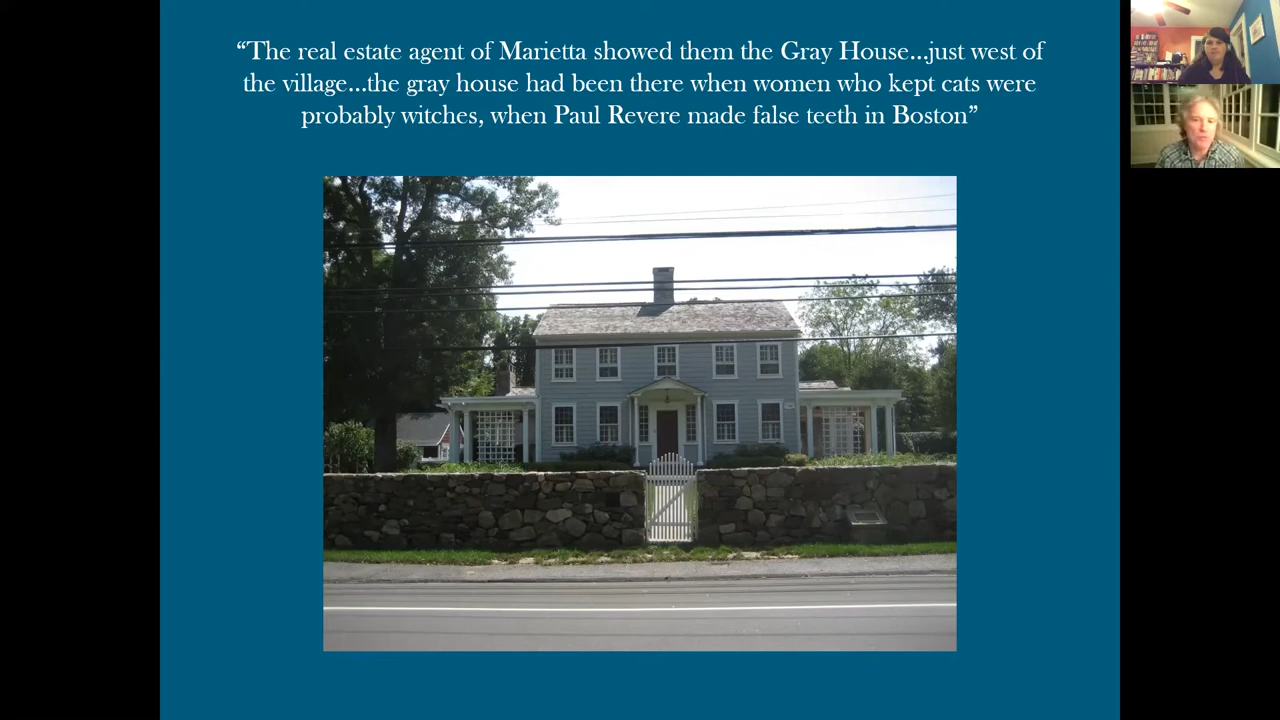 “The real estate agent of Marietta showed them the Gray House...just west of
the village...the gray house had been there when women who kept cats were
probably witches, when Paul Revere made false teeth in Boston”